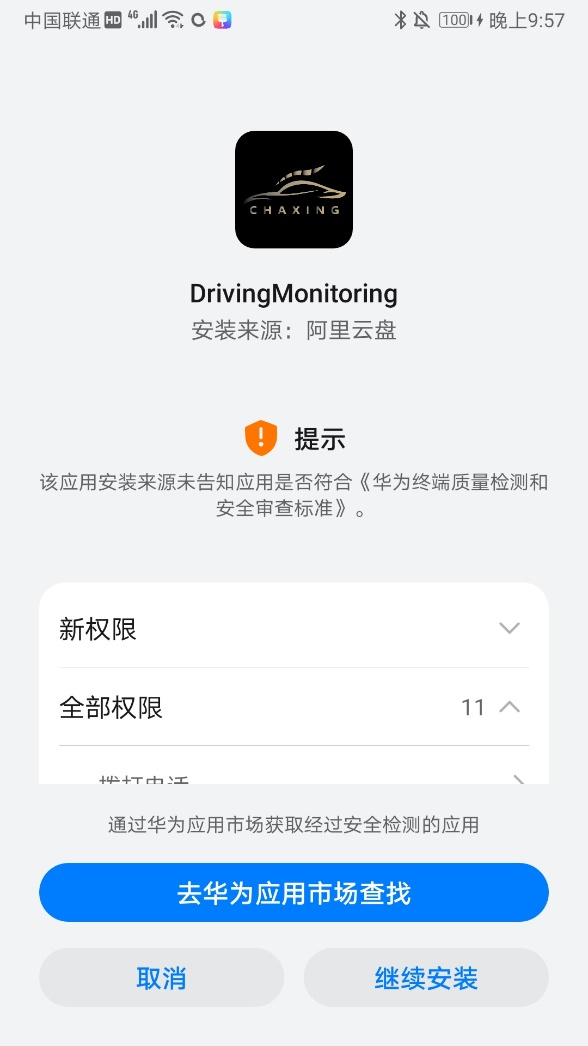 中国联通 HD 4G 100 晚上9:57
CHAXING
DrivingMonitoring
安装来源：阿里云盘
提示
该应用安装来源未告知应用是否符合《华为终端质量检测和
安全审查标准》。
新权限
全部权限 11
拨打电话
通过华为应用市场获取经过安全检测的应用
去华为应用市场查找
取消 继续安装